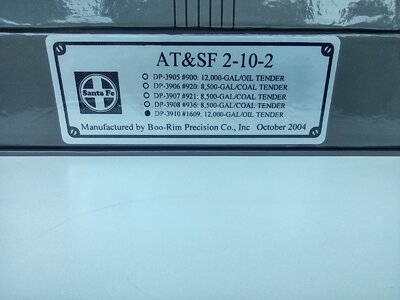 AT&SF 2-10-2
Santa Fe
DP-3905 #900: 12,000-GAL/OIL TENDER
DP-3906 #920: 8,500-GAL/COAL TENDER
DP-3907 #921: 8,500-GAL/COAL TENDER
DP-3908 #936: 8,500-GAL/COAL TENDER
DP-3910 #1609: 12,000-GAL/OIL TENDER
Manufactured by Boo-Rim Precision Co., Inc October 2004